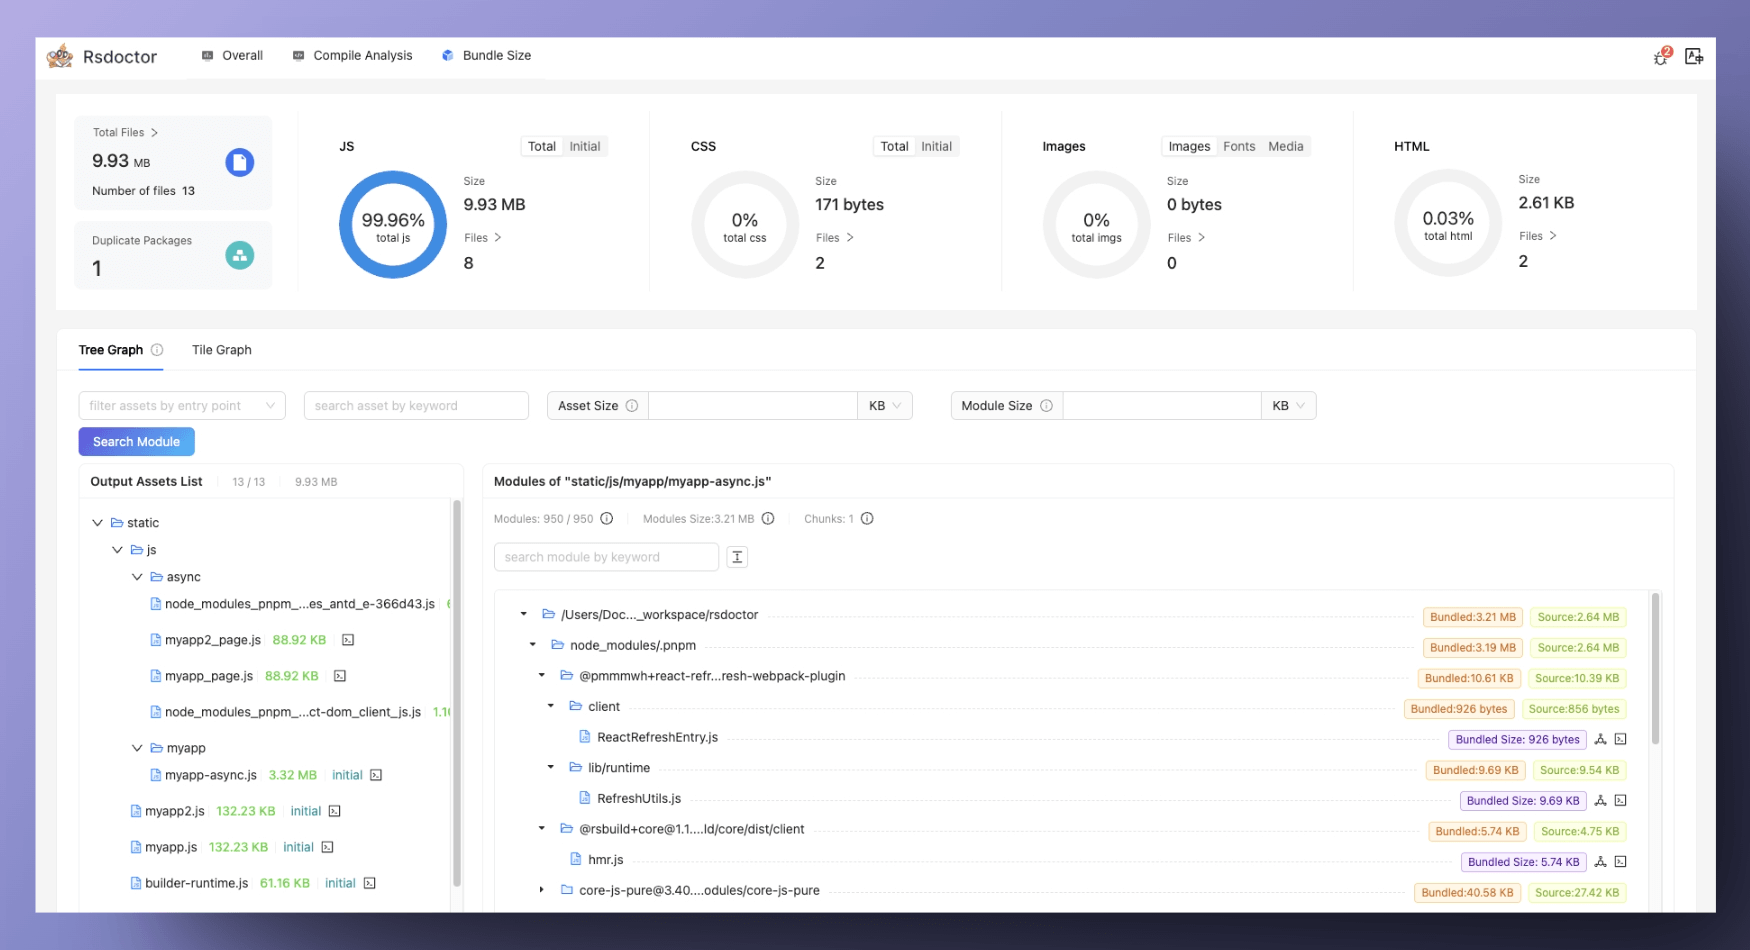 Rsdoctor
Overall
Compile Analysis
Bundle Size
2
Total Files
9.93 MB
Number of files 13
Duplicate Packages
1
JS
Total Initial
99.96%
total js
Size
9.93 MB
Files
8
CSS
Total Initial
0%
total css
Size
171 bytes
Files
2
Images
Images Fonts Media
0%
total imgs
Size
0 bytes
Files
0
HTML
0.03%
total html
Size
2.61 KB
Files
2
Tree Graph
Tile Graph
filter assets by entry point
search asset by keyword
Asset Size
KB
Module Size
KB
Search Module
Output Assets List 13 / 13 9.93 MB
static
js
async
node_modules_pnpm_...es_antd_e-366d43.js
myapp2_page.js 88.92 KB
myapp_page.js 88.92 KB
node_modules_pnpm_...ct-dom_client_js.js
myapp
myapp-async.js 3.32 MB initial
myapp2.js 132.23 KB initial
myapp.js 132.23 KB initial
builder-runtime.js 61.16 KB initial
Modules of "static/js/myapp/myapp-async.js"
Modules: 950 / 950 Modules Size:3.21 MB Chunks: 1
search module by keyword
/Users/Doc..._workspace/rsdoctor Bundled:3.21 MB Source:2.64 MB
node_modules/.pnpm Bundled:3.19 MB Source:2.64 MB
@pmmmwh+react-refr...resh-webpack-plugin Bundled:10.61 KB Source:10.39 KB
client Bundled:926 bytes Source:856 bytes
ReactRefreshEntry.js Bundled Size: 926 bytes
lib/runtime Bundled:9.69 KB Source:9.54 KB
RefreshUtils.js Bundled Size: 9.69 KB
@rsbuild+core@1.1....ld/core/dist/client Bundled:5.74 KB Source:4.75 KB
hmr.js Bundled Size: 5.74 KB
core-js-pure@3.40....odules/core-js-pure Bundled:40.58 KB Source:27.42 KB